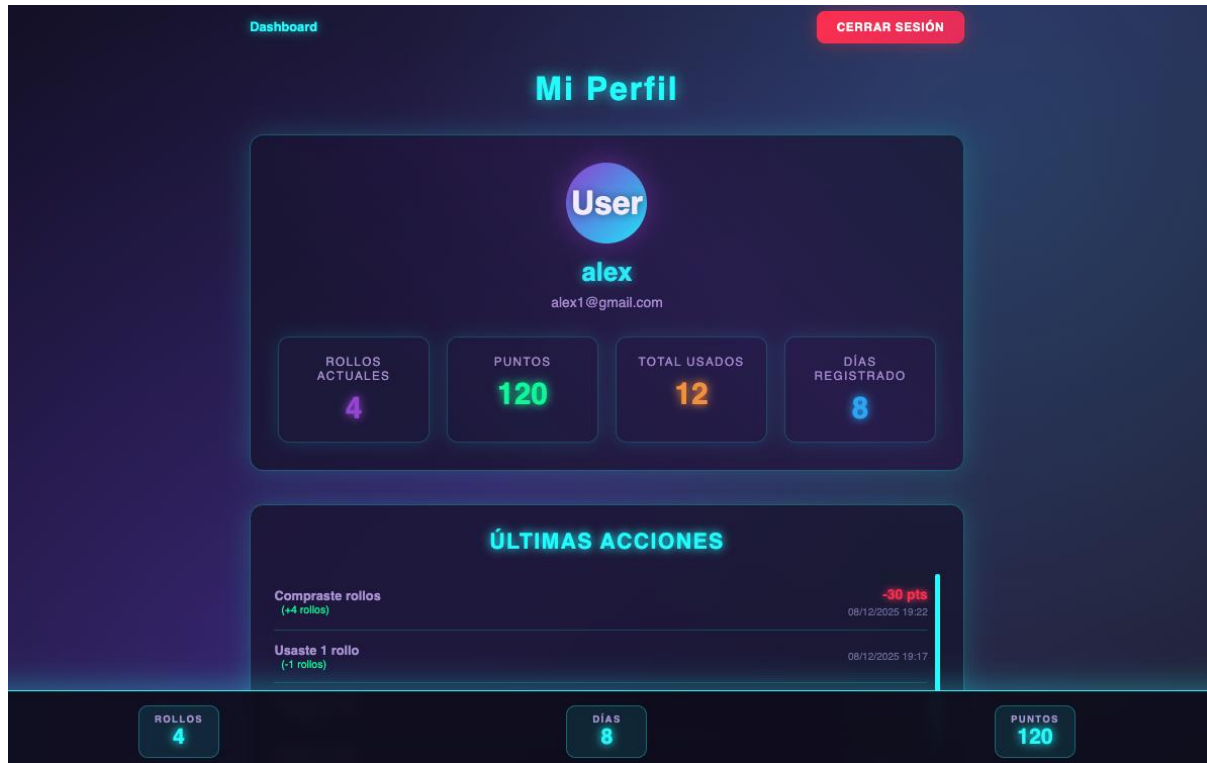 Dashboard
CERRAR SESIÓN
Mi Perfil
User
alex
alex1@gmail.com
ROLLOS
ACTUALES
4
PUNTOS
120
TOTAL USADOS
12
DÍAS
REGISTRADO
8
ÚLTIMAS ACCIONES
Compraste rollos
(+4 rollos)
-30 pts
08/12/2025 19:22
Usaste 1 rollo
(-1 rollos)
08/12/2025 19:17
ROLLOS
4
DÍAS
8
PUNTOS
120